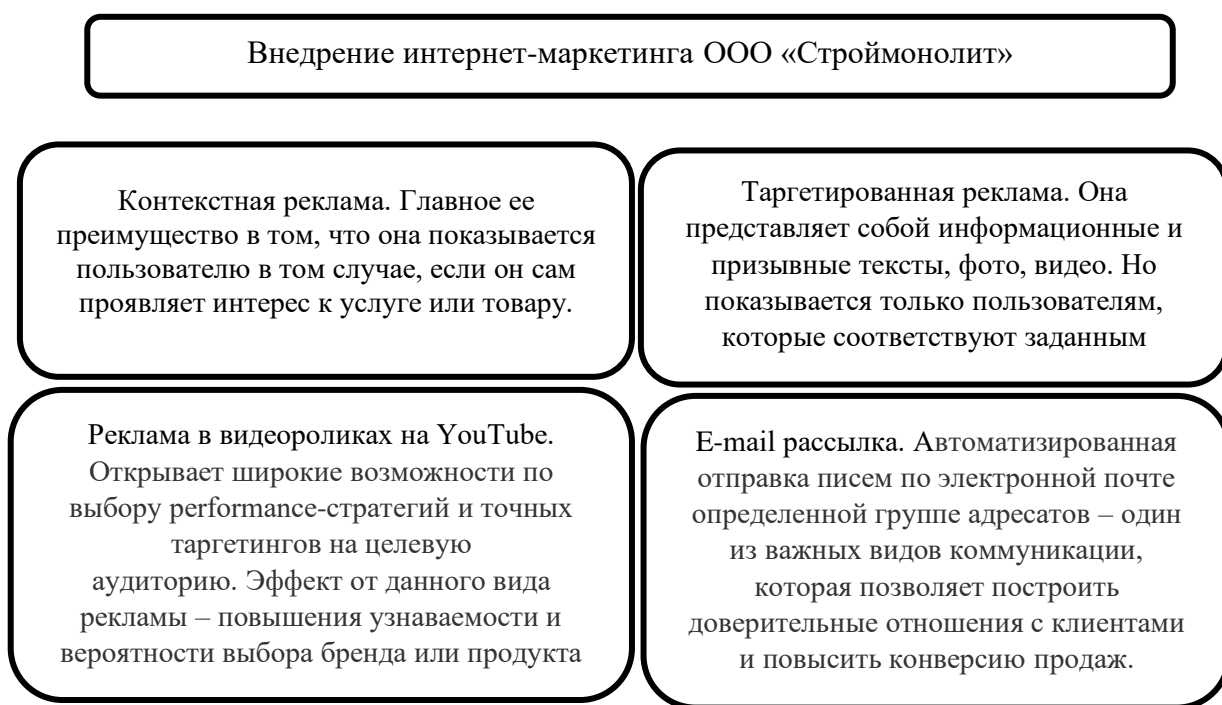 Внедрение интернет-маркетинга ООО «Строймонолит»
Контекстная реклама. Главное ее
преимущество в том, что она показывается
пользователю в том случае, если он сам
проявляет интерес к услуге или товару.
Таргетированная реклама. Она
представляет собой информационные и
призывные тексты, фото, видео. Но
показывается только пользователям,
которые соответствуют заданным
Реклама в видеороликах на YouTube.
Открывает широкие возможности по
выбору performance-стратегий и точных
таргетингов на целевую
аудиторию. Эффект от данного вида
рекламы – повышения узнаваемости и
вероятности выбора бренда или продукта
E-mail рассылка. Автоматизированная
отправка писем по электронной почте
определенной группе адресатов – один
из важных видов коммуникации,
которая позволяет построить
доверительные отношения с клиентами
и повысить конверсию продаж.